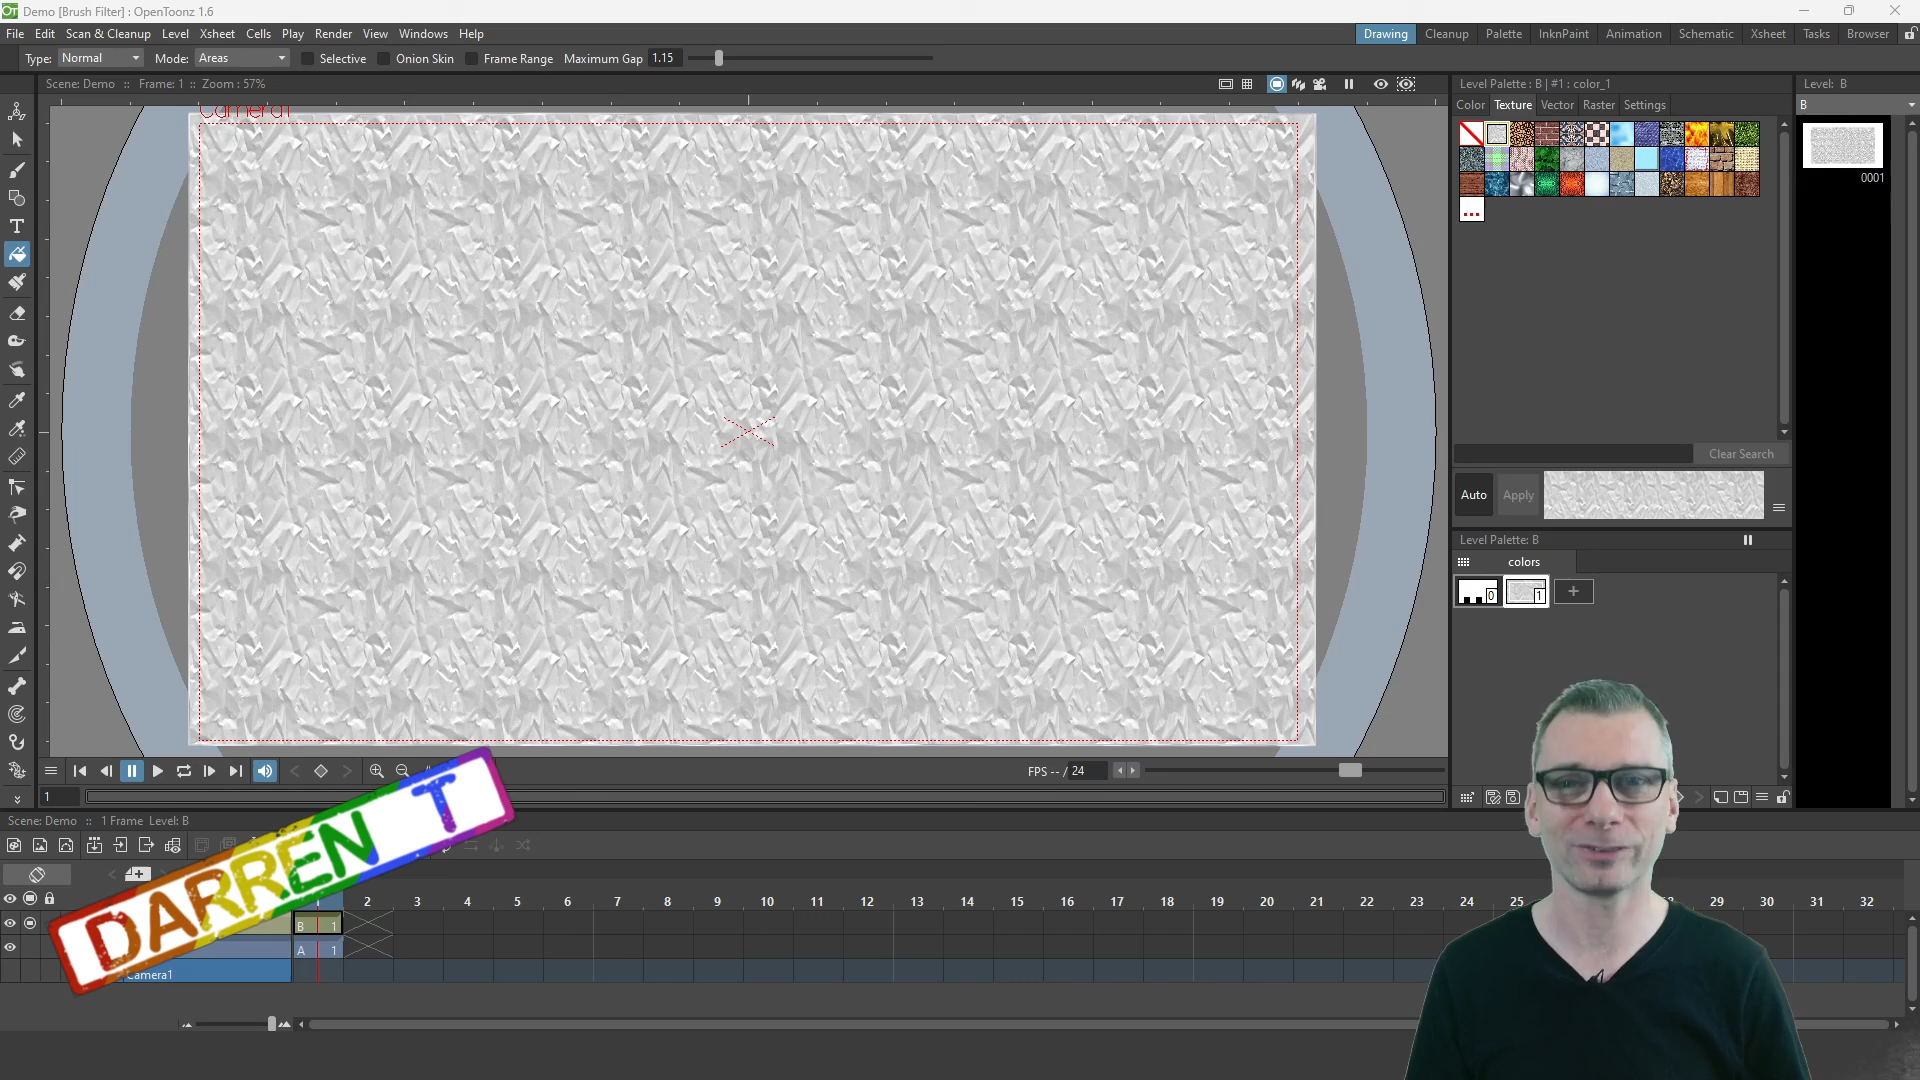 Demo [Brush Filter] : OpenToonz 1.6
File Edit Scan & Cleanup Level Xsheet Cells Play Render View Windows Help
Drawing Cleanup Palette InknPaint Animation Schematic Xsheet Tasks Browser
Type: Normal Mode: Areas Selective Onion Skin Frame Range Maximum Gap 1.15
Scene: Demo :: Frame: 1 :: Zoom : 57%
Level Palette : B | #1 : color_1
Level: B
Color Texture Vector Raster Settings
B
Camera1
0001
Clear Search
Auto Apply
Level Palette: B
colors
0 1 +
FPS -- / 24
1
Scene: Demo :: 1 Frame Level: B
DARREN T
1 2 3 4 5 6 7 8 9 10 11 12 13 14 15 16 17 18 19 20 21 22 23 24 25 29 30 31 32
B 1
A 1
Camera1